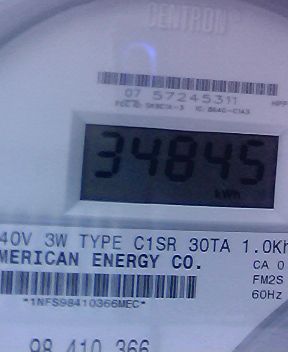 CENTRON
07 57245311
34845
kWh
40V 3W TYPE C1SR 30TA 1.0Kh
MERICAN ENERGY CO.
CA 0
FM2S
60Hz
*1NFS98410366MEC*
98 410 366